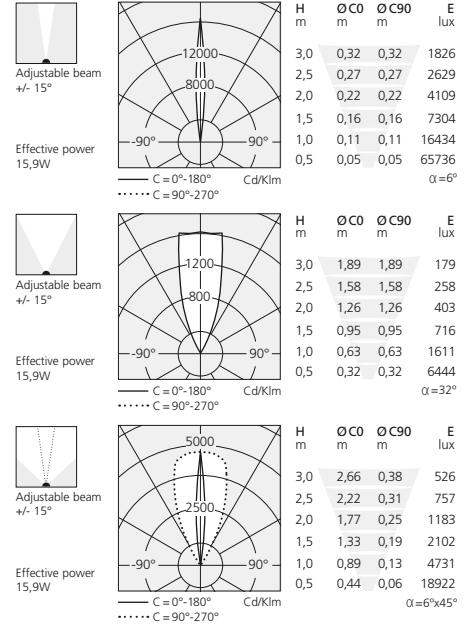 H ØC0 ØC90 E
m m m lux
12000
8000
-90° 90°
Adjustable beam
+/- 15°
Effective power
15,9W
C = 0°-180° Cd/Klm
C = 90°-270°
3,0 0,32 0,32 1826
2,5 0,27 0,27 2629
2,0 0,22 0,22 4109
1,5 0,16 0,16 7304
1,0 0,11 0,11 16434
0,5 0,05 0,05 65736
α=6°
H ØC0 ØC90 E
m m m lux
1200
800
-90° 90°
Adjustable beam
+/- 15°
Effective power
15,9W
C = 0°-180° Cd/Klm
C = 90°-270°
3,0 1,89 1,89 179
2,5 1,58 1,58 258
2,0 1,26 1,26 403
1,5 0,95 0,95 716
1,0 0,63 0,63 1611
0,5 0,32 0,32 6444
α=32°
H ØC0 ØC90 E
m m m lux
5000
2500
-90° 90°
Adjustable beam
+/- 15°
Effective power
15,9W
C = 0°-180° Cd/Klm
C = 90°-270°
3,0 2,66 0,38 526
2,5 2,22 0,31 757
2,0 1,77 0,25 1183
1,5 1,33 0,19 2102
1,0 0,89 0,13 4731
0,5 0,44 0,06 18922
α=6°x45°